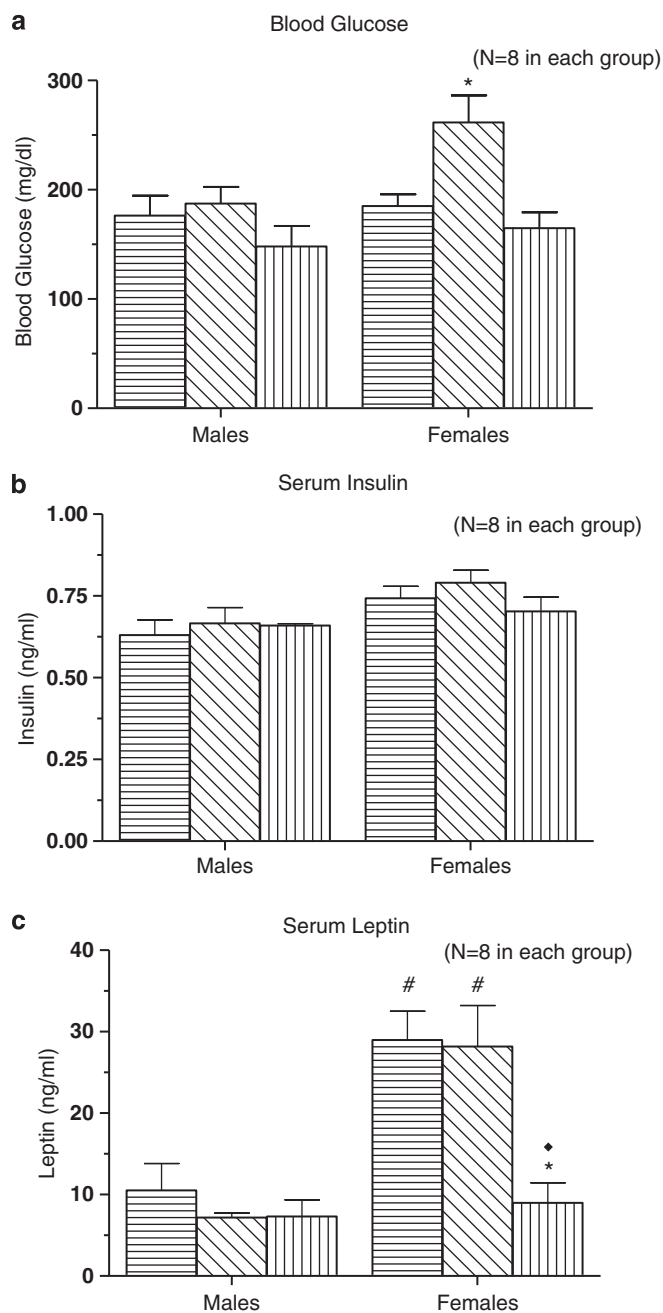 a
Blood Glucose
(N=8 in each group)
Blood Glucose (mg/dl)
300
200
100
0
*
Males
Females
b
Serum Insulin
(N=8 in each group)
Insulin (ng/ml)
1.00
0.75
0.50
0.25
0.00
Males
Females
c
Serum Leptin
(N=8 in each group)
Leptin (ng/ml)
40
30
20
10
0
# #
◆
*
Males
Females